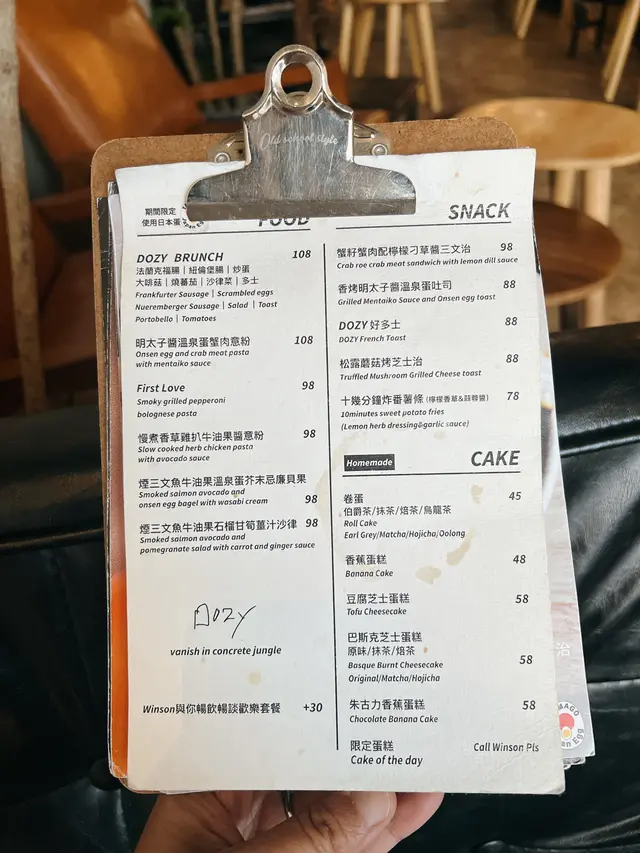 Old school style
期間限定
使用日本蛋
FOOD
DOZY BRUNCH 108
法蘭克福腸｜紐倫堡腸｜炒蛋
大啡菇｜燒蕃茄｜沙律菜｜多士
Frankfurter Sausage｜Scrambled eggs
Nueremberger Sausage｜Salad｜Toast
Portobello｜Tomatoes
明太子醬溫泉蛋蟹肉意粉 108
Onsen egg and crab meat pasta
with mentaiko sauce
First Love 98
Smoky grilled pepperoni
bolognese pasta
慢煮香草雞扒牛油果醬意粉 98
Slow cooked herb chicken pasta
with avocado sauce
煙三文魚牛油果溫泉蛋芥末忌廉貝果
Smoked salmon avocado and
onsen egg bagel with wasabi cream 98
煙三文魚牛油果石榴甘筍薑汁沙律 98
Smoked salmon avocado and
pomegranate salad with carrot and ginger sauce
DOZY
vanish in concrete jungle
Winson與你暢飲暢談歡樂套餐 +30
SNACK
蟹籽蟹肉配檸檬刁草醬三文治 98
Crab roe crab meat sandwich with lemon dill sauce
香烤明太子醬溫泉蛋吐司 88
Grilled Mentaiko Sauce and Onsen egg toast
DOZY 好多士 88
DOZY French Toast
松露蘑菇烤芝士治 88
Truffled Mushroom Grilled Cheese toast
十幾分鐘炸番薯條 (檸檬香草&蒜蓉醬) 78
10minutes sweet potato fries
(Lemon herb dressing&garlic sauce)
Homemade CAKE
卷蛋 45
伯爵茶/抹茶/焙茶/烏龍茶
Roll Cake
Earl Grey/Matcha/Hojicha/Oolong
香蕉蛋糕 48
Banana Cake
豆腐芝士蛋糕 58
Tofu Cheesecake
巴斯克芝士蛋糕
原味/抹茶/焙茶 58
Basque Burnt Cheesecake
Original/Matcha/Hojicha
朱古力香蕉蛋糕 58
Chocolate Banana Cake
限定蛋糕 Call Winson Pls
Cake of the day
治